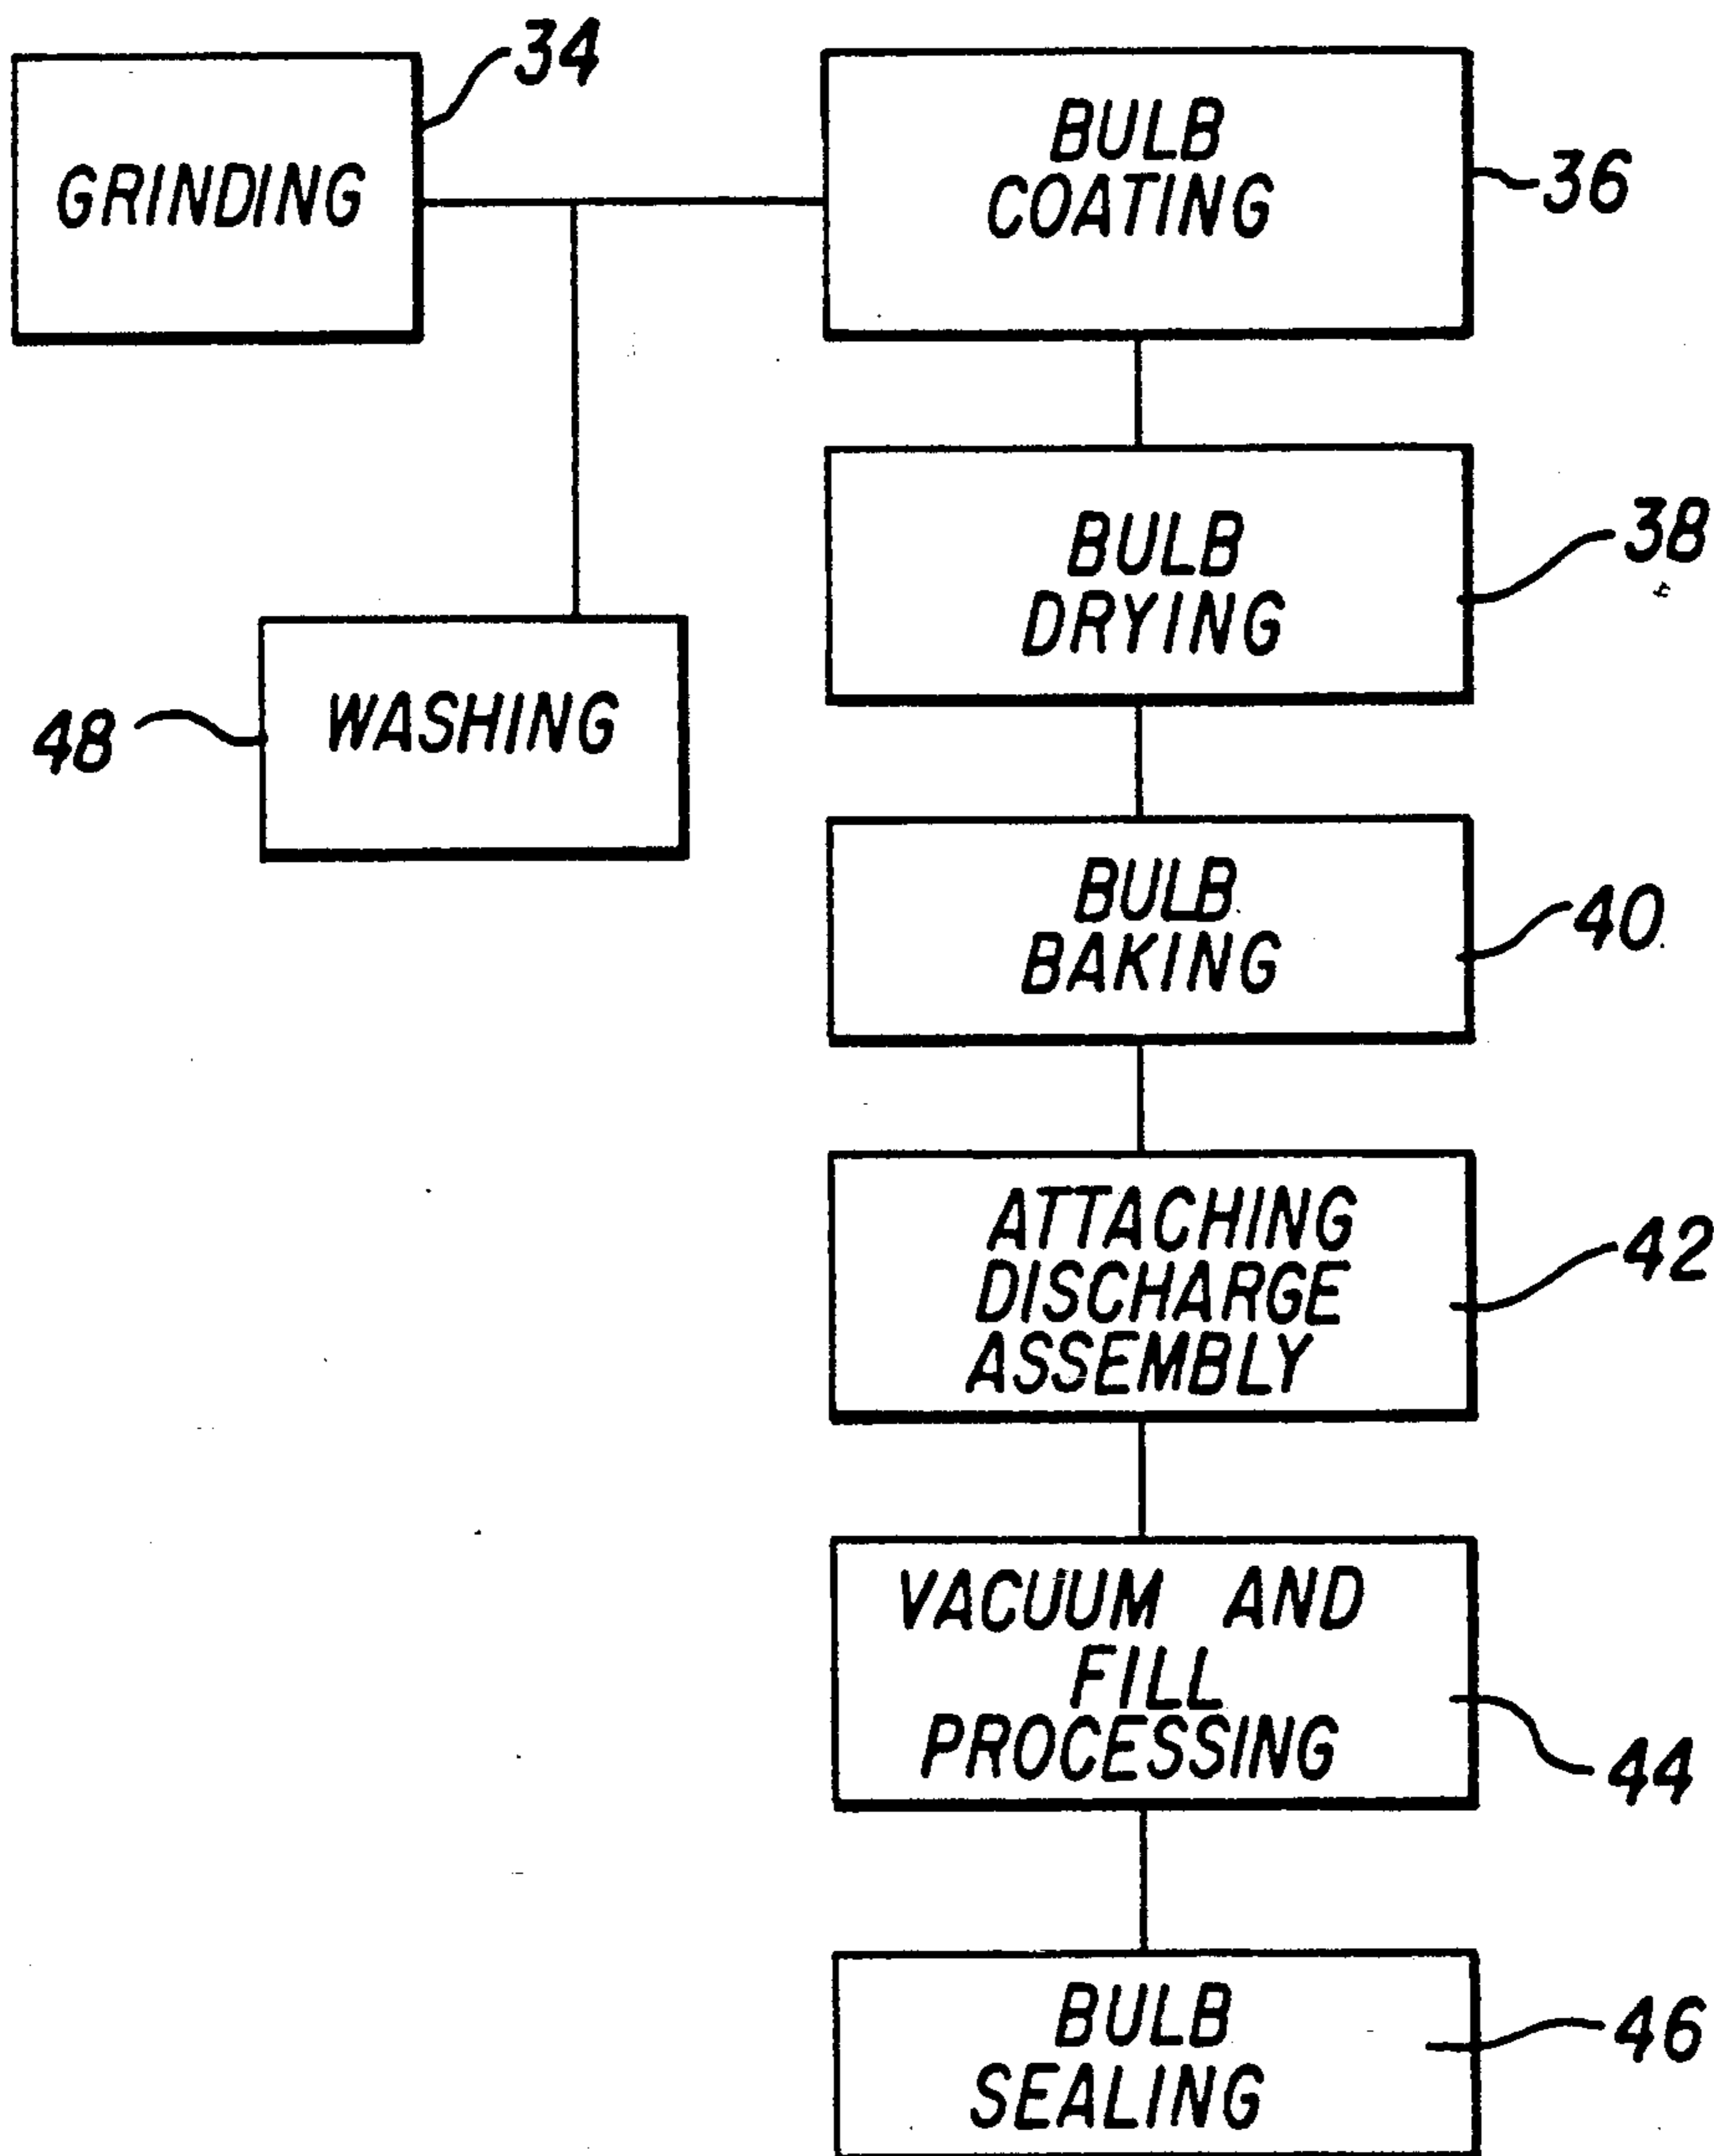 34
GRINDING
BULB
COATING
36
BULB
DRYING
38
WASHING
48
BULB
BAKING
40
ATTACHING
DISCHARGE
ASSEMBLY
42
VACUUM AND
FILL
PROCESSING
44
BULB
SEALING
46